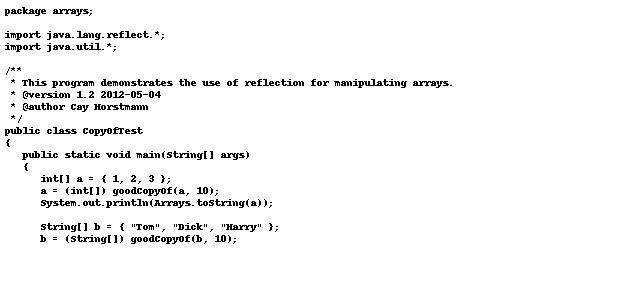 package arrays;

import java.lang.reflect.*;
import java.util.*;

/**
 * This program demonstrates the use of reflection for manipulating arrays.
 * @version 1.2 2012-05-04
 * @author Cay Horstmann
 */
public class CopyOfTest
{
   public static void main(String[] args)
   {
      int[] a = { 1, 2, 3 };
      a = (int[]) goodCopyOf(a, 10);
      System.out.println(Arrays.toString(a));

      String[] b = { "Tom", "Dick", "Harry" };
      b = (String[]) goodCopyOf(b, 10);